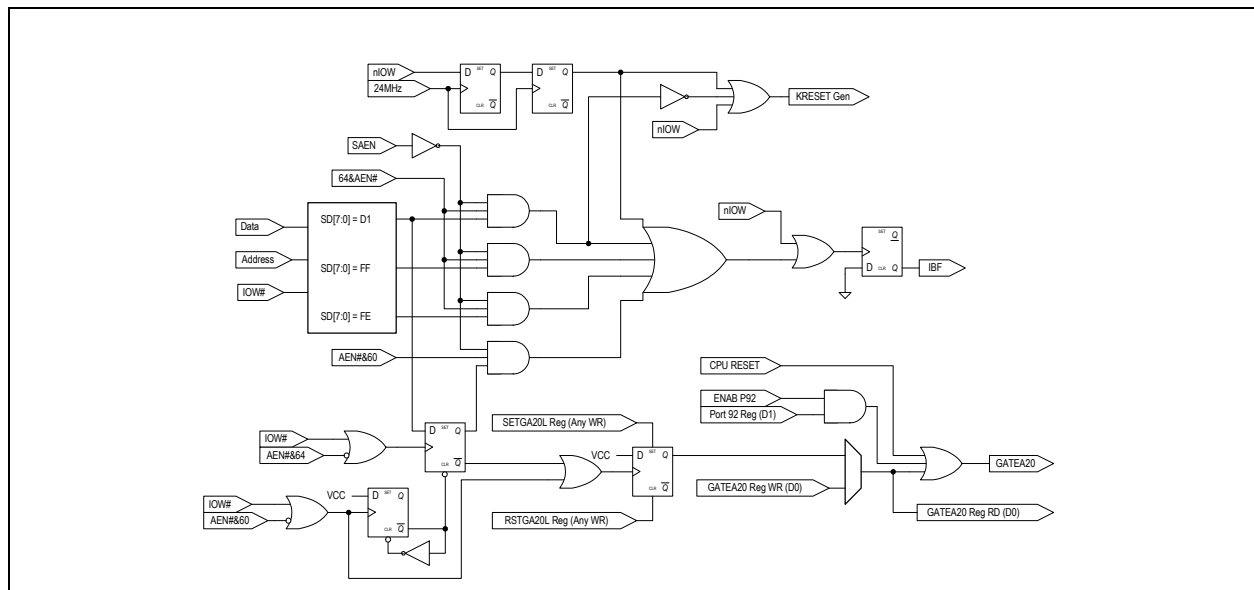 nIOW
24MHz
D SET Q
CLR Q
D SET Q
CLR Q
KRESET Gen
nIOW
SAEN
64&AEN#
Data
Address
IOW#
SD[7:0] = D1
SD[7:0] = FF
SD[7:0] = FE
nIOW
SET Q
D CLR Q
IBF
AEN#&60
CPU RESET
ENAB P92
Port 92 Reg (D1)
IOW#
AEN#&64
D SET Q
CLR Q
SETGA20L Reg (Any WR)
VCC
D SET Q
CLR Q
GATEA20
GATEA20 Reg WR (D0)
IOW#
AEN#&60
VCC
D SET Q
CLR Q
RSTGA20L Reg (Any WR)
GATEA20 Reg RD (D0)